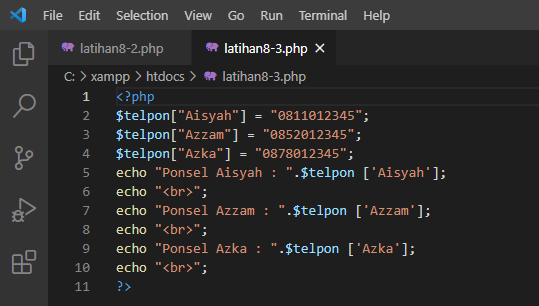 File Edit Selection View Go Run Terminal Help
latihan8-2.php latihan8-3.php
C: > xampp > htdocs > latihan8-3.php
1 <?php
2 $telpon["Aisyah"] = "0811012345";
3 $telpon["Azzam"] = "0852012345";
4 $telpon["Azka"] = "0878012345";
5 echo "Ponsel Aisyah : ".$telpon ['Aisyah'];
6 echo "<br>";
7 echo "Ponsel Azzam : ".$telpon ['Azzam'];
8 echo "<br>";
9 echo "Ponsel Azka : ".$telpon ['Azka'];
10 echo "<br>";
11 ?>